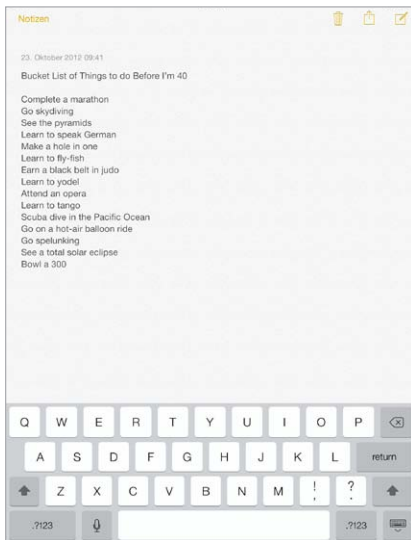 Notizen
23. Oktober 2012 09:41
Bucket List of Things to do Before I'm 40
Complete a marathon
Go skydiving
See the pyramids
Learn to speak German
Make a hole in one
Learn to fly-fish
Earn a black belt in judo
Learn to yodel
Attend an opera
Learn to tango
Scuba dive in the Pacific Ocean
Go on a hot-air balloon ride
Go spelunking
See a total solar eclipse
Bowl a 300
Q W E R T Y U I O P
A S D F G H J K L return
Z X C V B N M ! , ? .
.?123 .?123